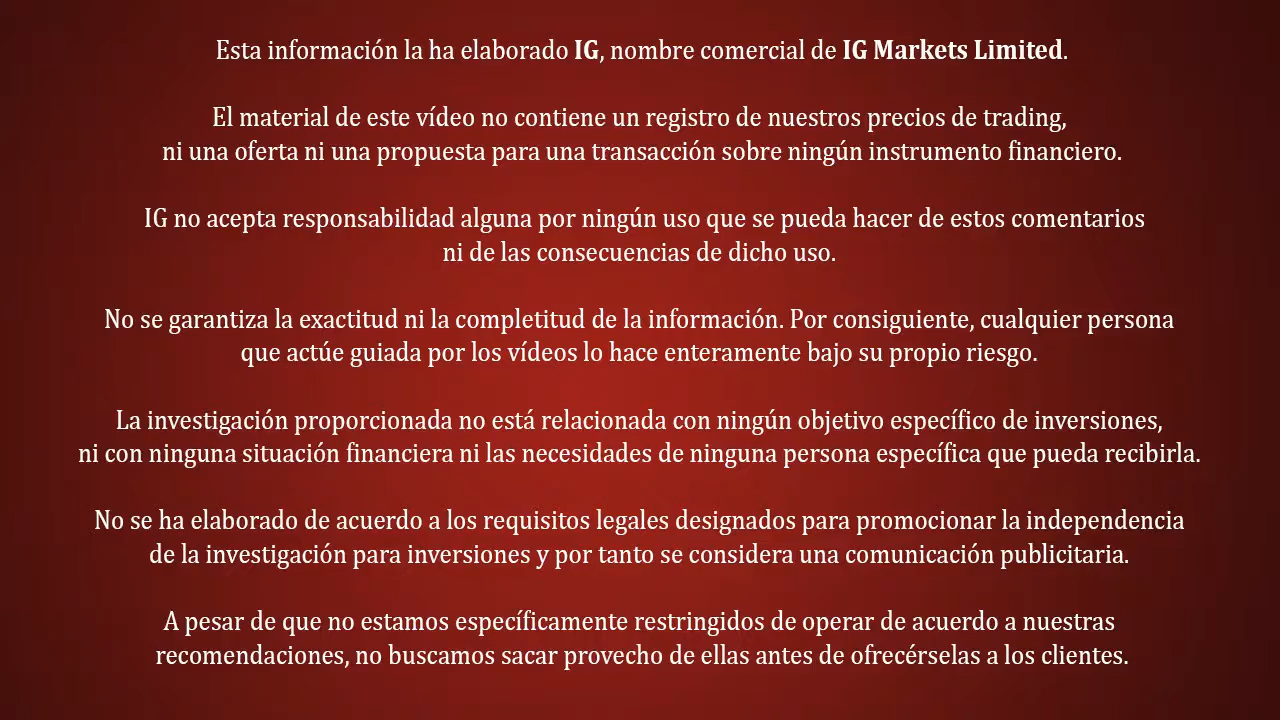 Esta información la ha elaborado IG, nombre comercial de IG Markets Limited.
El material de este vídeo no contiene un registro de nuestros precios de trading,
ni una oferta ni una propuesta para una transacción sobre ningún instrumento financiero.
IG no acepta responsabilidad alguna por ningún uso que se pueda hacer de estos comentarios
ni de las consecuencias de dicho uso.
No se garantiza la exactitud ni la completitud de la información. Por consiguiente, cualquier persona
que actúe guiada por los vídeos lo hace enteramente bajo su propio riesgo.
La investigación proporcionada no está relacionada con ningún objetivo específico de inversiones,
ni con ninguna situación financiera ni las necesidades de ninguna persona específica que pueda recibirla.
No se ha elaborado de acuerdo a los requisitos legales designados para promocionar la independencia
de la investigación para inversiones y por tanto se considera una comunicación publicitaria.
A pesar de que no estamos específicamente restringidos de operar de acuerdo a nuestras
recomendaciones, no buscamos sacar provecho de ellas antes de ofrecérselas a los clientes.